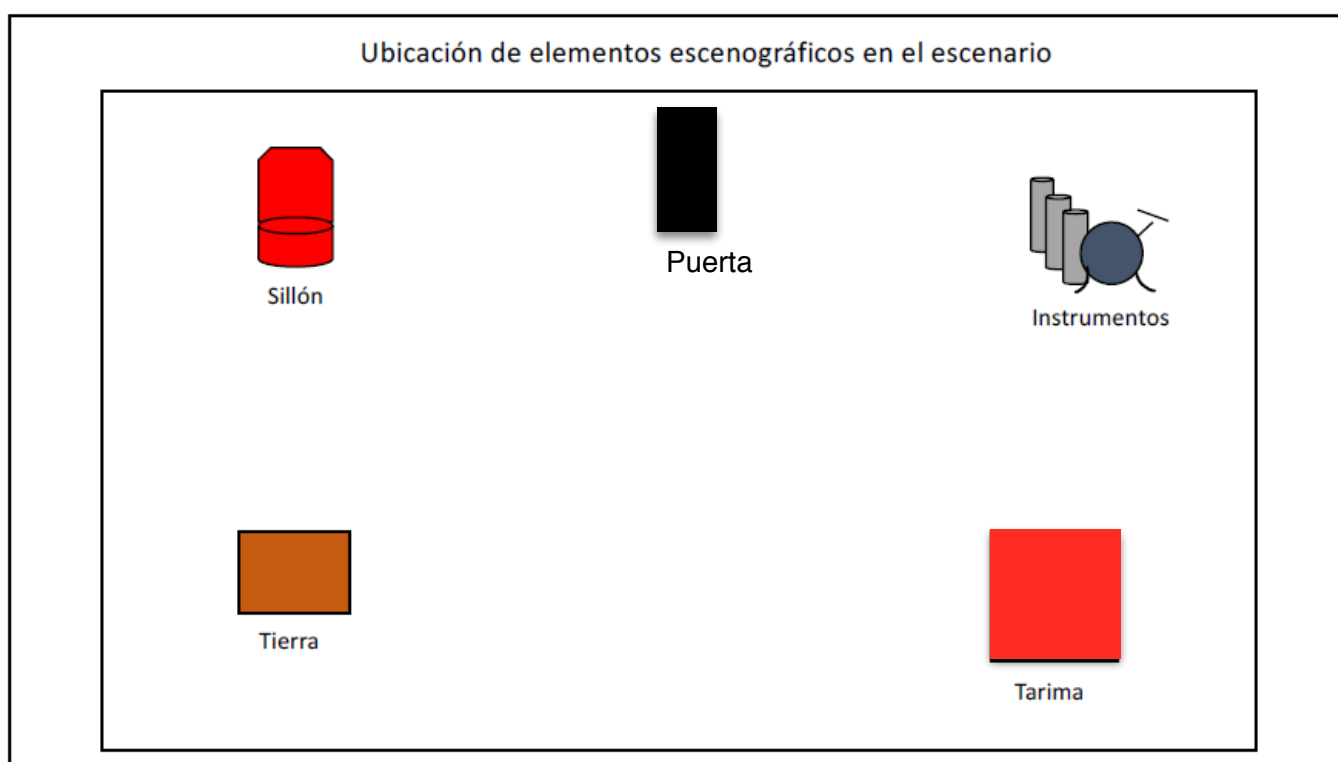 Ubicación de elementos escenográficos en el escenario
Puerta
Sillón
Instrumentos
Tierra
Tarima